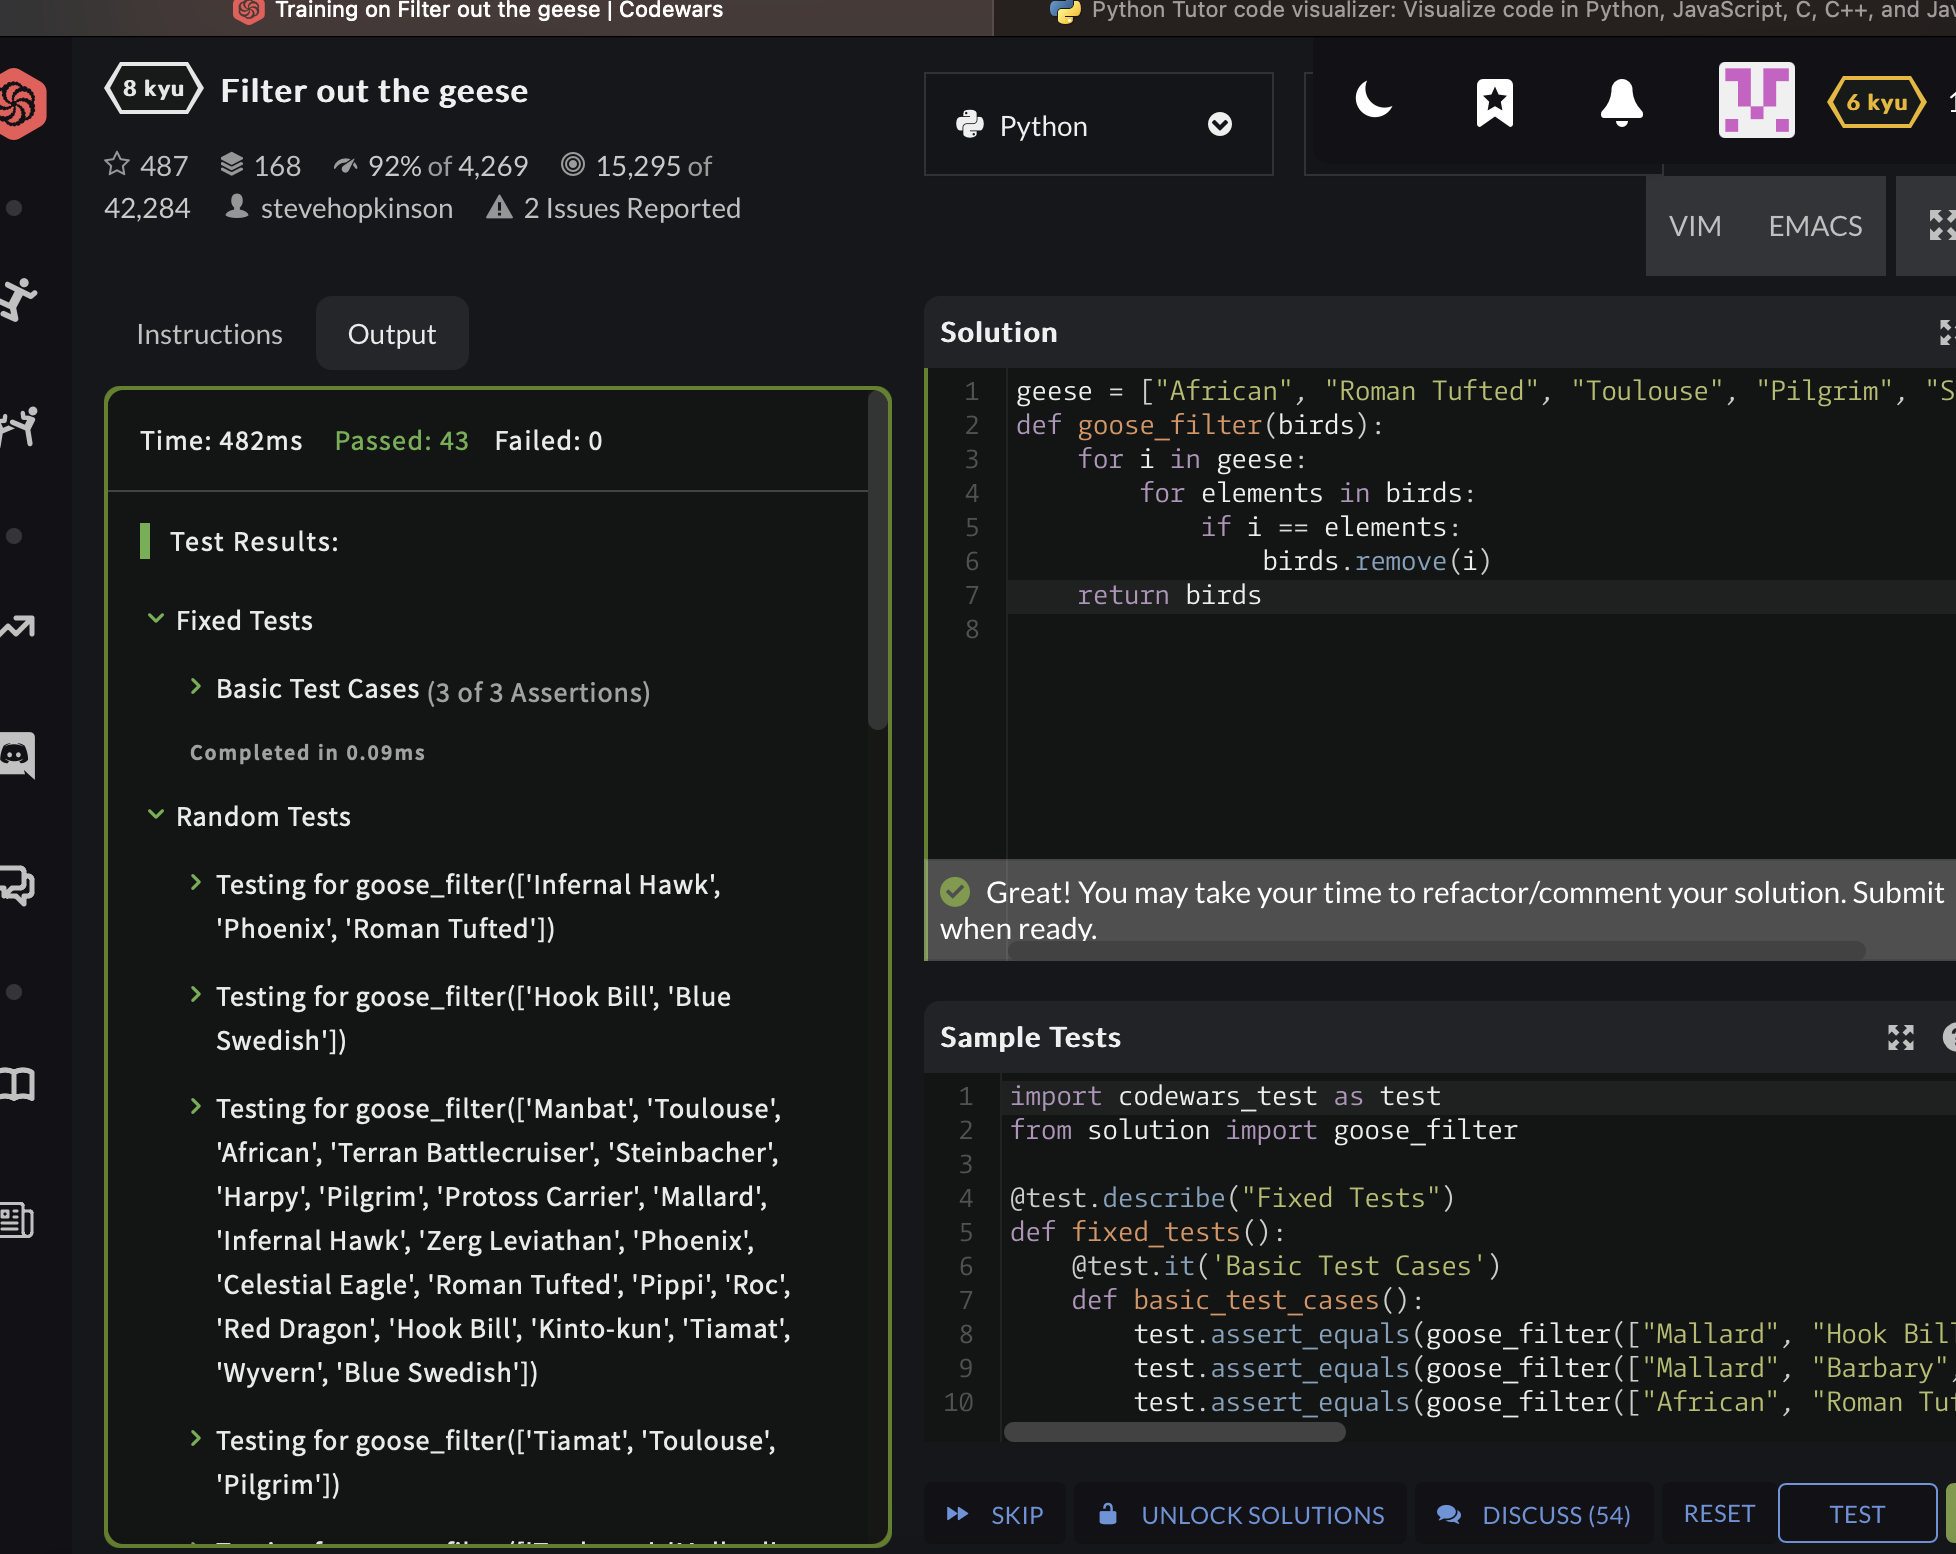 Training on Filter out the geese | Codewars
Python Tutor code visualizer: Visualize code in Python, JavaScript, C, C++, and
8 kyu
Filter out the geese
487 168 92% of 4,269 15,295 of
42,284 stevehopkinson 2 Issues Reported
Python
6 kyu
VIM EMACS
Instructions Output
Time: 482ms Passed: 43 Failed: 0
Test Results:
Fixed Tests
Basic Test Cases (3 of 3 Assertions)
Completed in 0.09ms
Random Tests
Testing for goose_filter(['Infernal Hawk',
'Phoenix', 'Roman Tufted'])
Testing for goose_filter(['Hook Bill', 'Blue
Swedish'])
Testing for goose_filter(['Manbat', 'Toulouse',
'African', 'Terran Battlecruiser', 'Steinbacher',
'Harpy', 'Pilgrim', 'Protoss Carrier', 'Mallard',
'Infernal Hawk', 'Zerg Leviathan', 'Phoenix',
'Celestial Eagle', 'Roman Tufted', 'Pippi', 'Roc',
'Red Dragon', 'Hook Bill', 'Kinto-kun', 'Tiamat',
'Wyvern', 'Blue Swedish'])
Testing for goose_filter(['Tiamat', 'Toulouse',
'Pilgrim'])
Solution
1 geese = ["African", "Roman Tufted", "Toulouse", "Pilgrim", "S
2 def goose_filter(birds):
3 for i in geese:
4 for elements in birds:
5 if i == elements:
6 birds.remove(i)
7 return birds
8
Great! You may take your time to refactor/comment your solution. Submit
when ready.
Sample Tests
1 import codewars_test as test
2 from solution import goose_filter
3
4 @test.describe("Fixed Tests")
5 def fixed_tests():
6 @test.it('Basic Test Cases')
7 def basic_test_cases():
8 test.assert_equals(goose_filter(["Mallard", "Hook Bil
9 test.assert_equals(goose_filter(["Mallard", "Barbary",
10 test.assert_equals(goose_filter(["African", "Roman Tuf
SKIP UNLOCK SOLUTIONS DISCUSS (54) RESET TEST